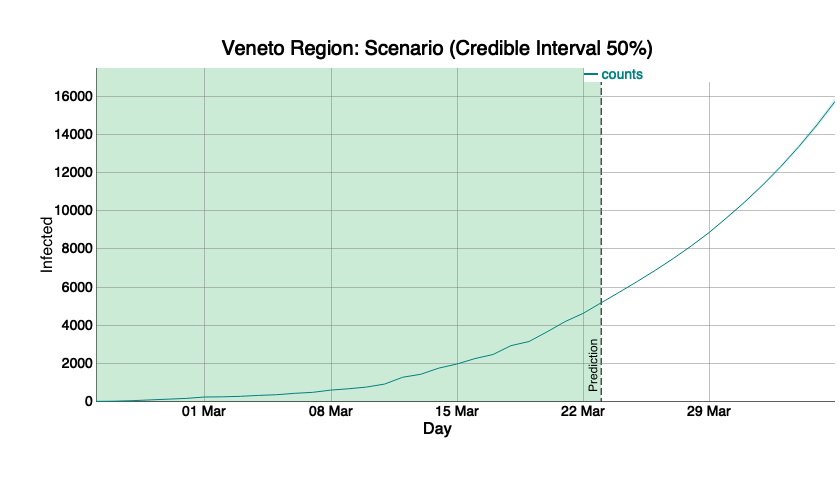 Veneto Region: Scenario (Credible Interval 50%)
counts
16000
14000
12000
10000
8000
6000
4000
2000
0
Infected
Prediction
01 Mar
08 Mar
15 Mar
22 Mar
29 Mar
Day